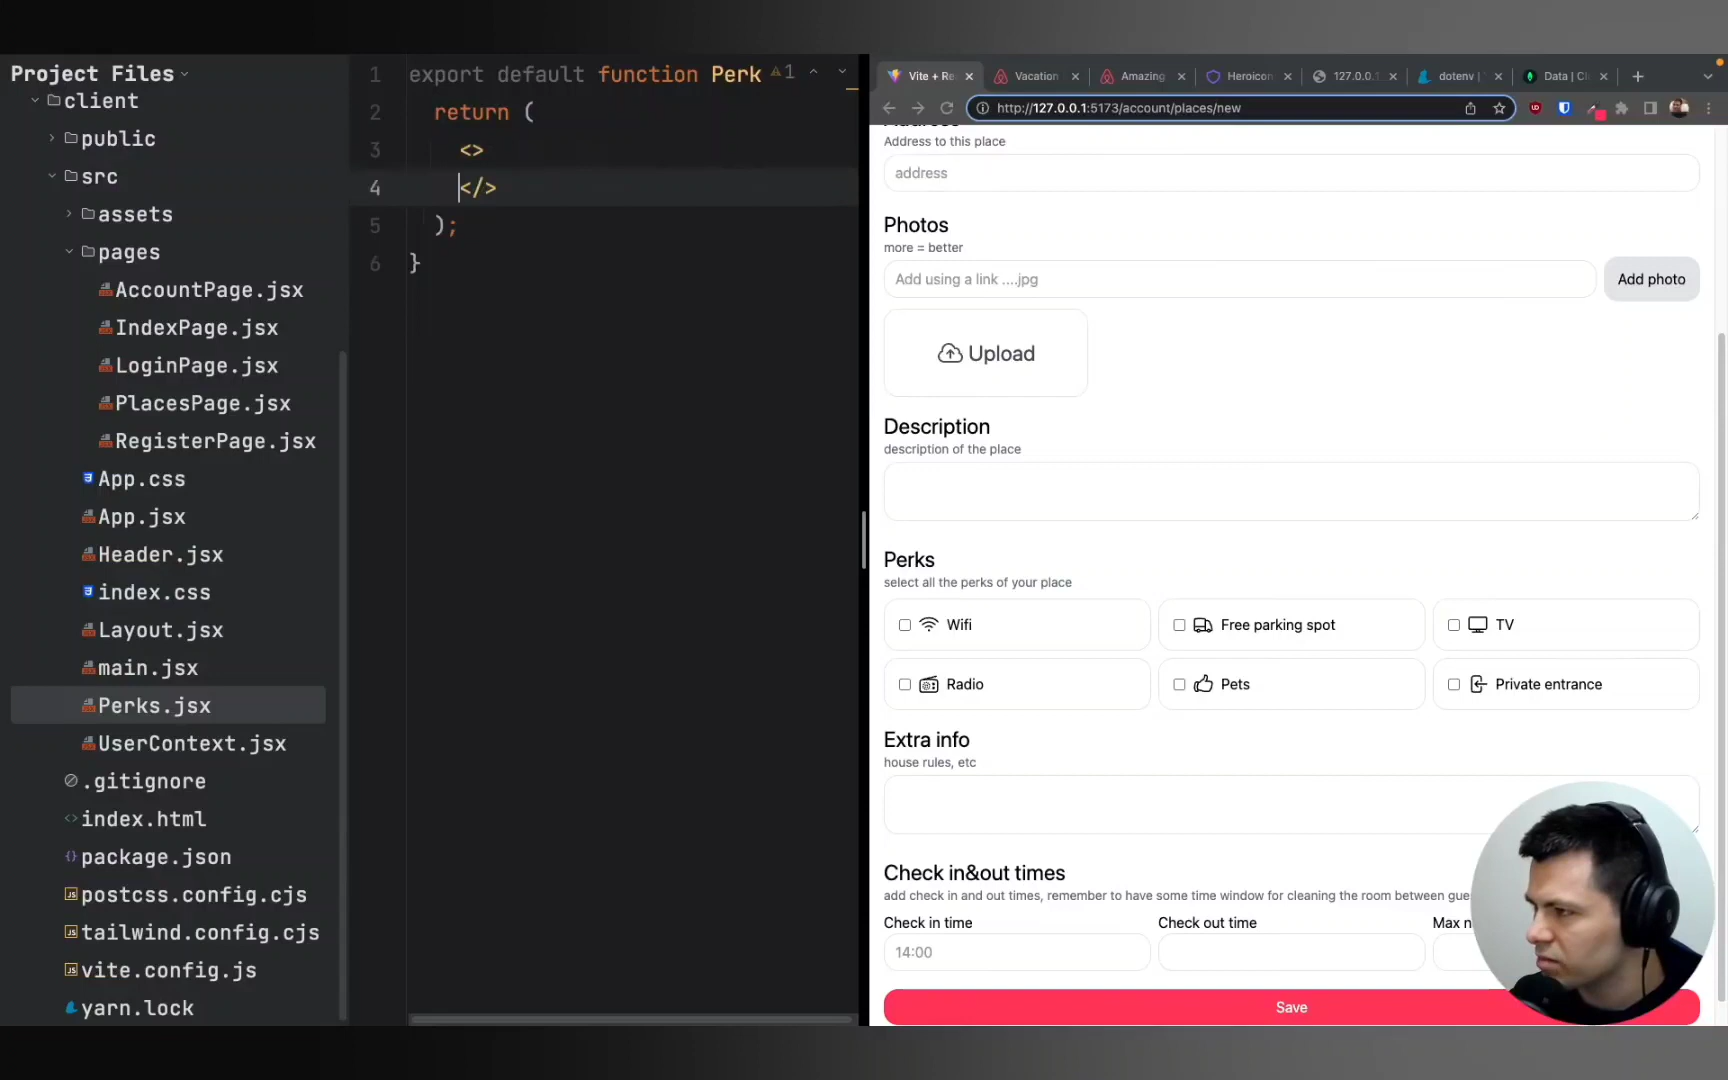 Project Files
client
public
src
assets
pages
AccountPage.jsx
IndexPage.jsx
LoginPage.jsx
PlacesPage.jsx
RegisterPage.jsx
App.css
App.jsx
Header.jsx
index.css
Layout.jsx
main.jsx
Perks.jsx
UserContext.jsx
.gitignore
index.html
package.json
postcss.config.cjs
tailwind.config.cjs
vite.config.js
yarn.lock
1 export default function Perk
1
2 return (
3 <>
4 </>
5 );
6 }
Vite + Re
Vacation
Amazing
Heroicon
127.0.0.1:
dotenv |
Data | Cl
http://127.0.0.1:5173/account/places/new
Address to this place
address
Photos
more = better
Add using a link ....jpg
Add photo
Upload
Description
description of the place
Perks
select all the perks of your place
Wifi
Free parking spot
TV
Radio
Pets
Private entrance
Extra info
house rules, etc
Check in&out times
add check in and out times, remember to have some time window for cleaning the room between gue
Check in time
Check out time
Max n
14:00
Save